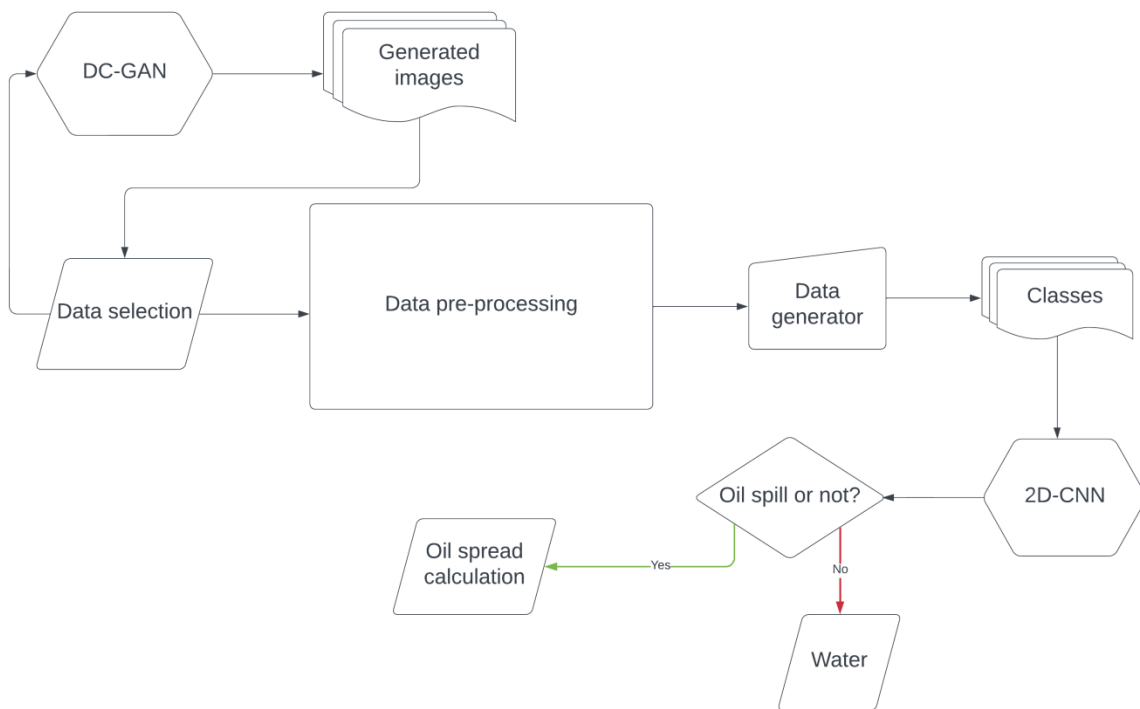 DC-GAN
Generated
images
Data selection
Data pre-processing
Data
generator
Classes
2D-CNN
Oil spill or not?
Yes
No
Oil spread
calculation
Water